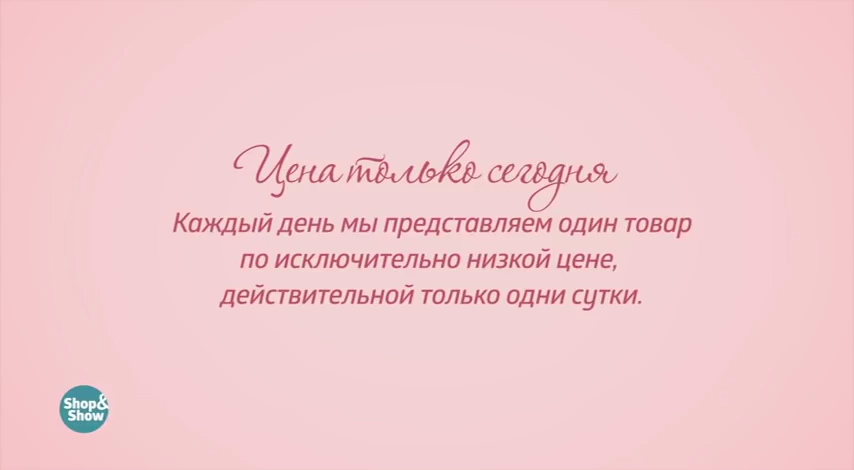 Цена только сегодня
Каждый день мы представляем один товар
по исключительно низкой цене,
действительной только одни сутки.
Shop&
Show